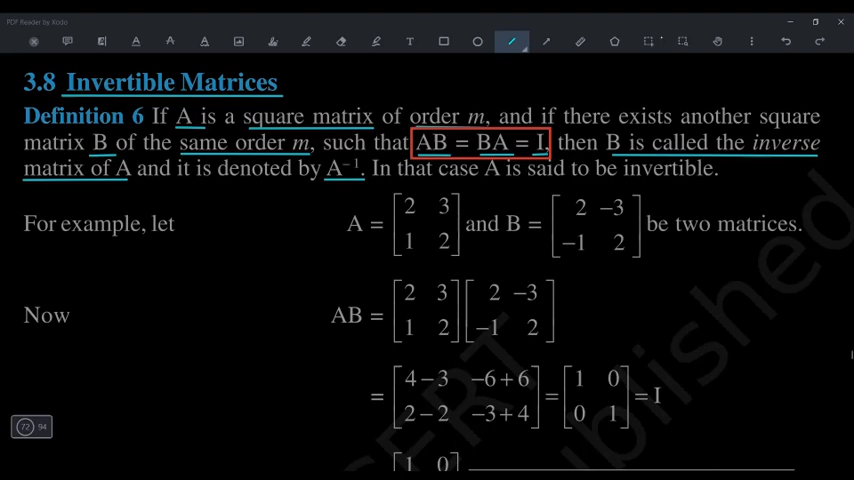 PDF Reader by Xodo
3.8 Invertible Matrices
Definition 6 If A is a square matrix of order m, and if there exists another square
matrix B of the same order m, such that AB = BA = I, then B is called the inverse
matrix of A and it is denoted by A⁻¹. In that case A is said to be invertible.
For example, let A = [2 3; 1 2] and B = [2 −3; −1 2] be two matrices.
Now AB = [2 3; 1 2] [2 −3; −1 2]
= [4 − 3 −6 + 6; 2 − 2 −3 + 4] = [1 0; 0 1] = I
72 94
[1 0]
NCERT
published